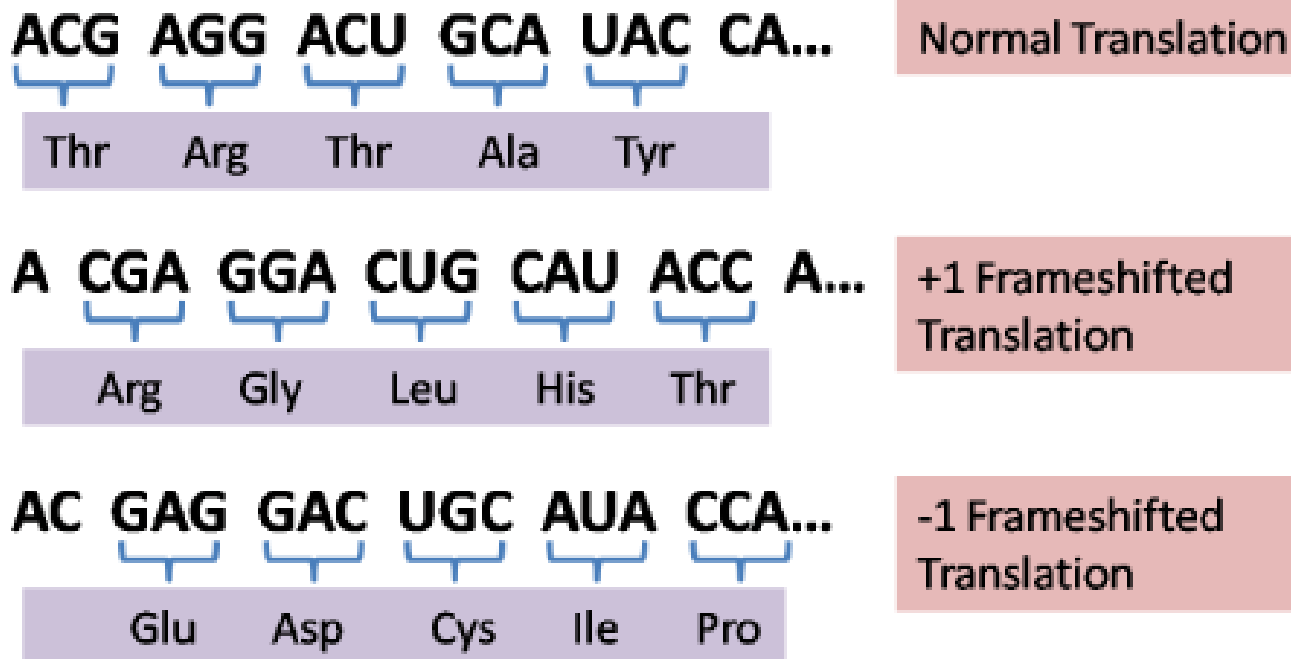 ACG AGG ACU GCA UAC CA...
Normal Translation
Thr Arg Thr Ala Tyr
A CGA GGA CUG CAU ACC A...
+1 Frameshifted
Translation
Arg Gly Leu His Thr
AC GAG GAC UGC AUA CCA...
-1 Frameshifted
Translation
Glu Asp Cys Ile Pro